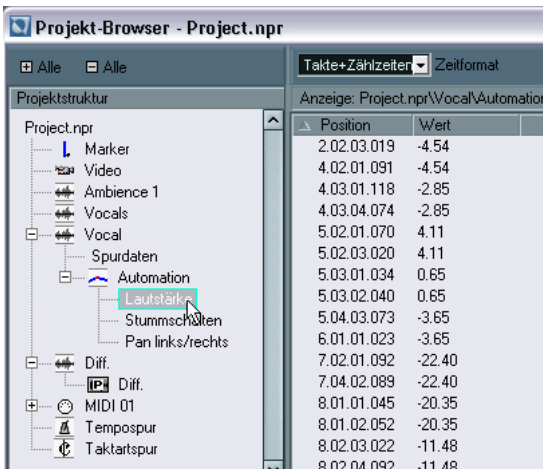 Projekt-Browser - Project.npr
Alle Alle
Takte+Zählzeiten Zeitformat
Projektstruktur
Anzeige: Project.npr\Vocal\Automation
Project.npr
Marker
Video
Ambience 1
Vocals
Vocal
Spurdaten
Automation
Lautstärke
Stummschalten
Pan links/rechts
Diff.
Diff.
MIDI 01
Tempospur
Taktartspur
Position Wert
2.02.03.019 -4.54
4.02.01.091 -4.54
4.03.01.118 -2.85
4.03.04.074 -2.85
5.02.01.070 4.11
5.02.03.020 4.11
5.03.01.034 0.65
5.03.02.040 0.65
5.04.03.073 -3.65
6.01.01.023 -3.65
7.02.01.092 -22.40
7.04.02.089 -22.40
8.01.01.045 -20.35
8.01.02.052 -20.35
8.02.03.022 -11.48
8.02.04.092 -11.48